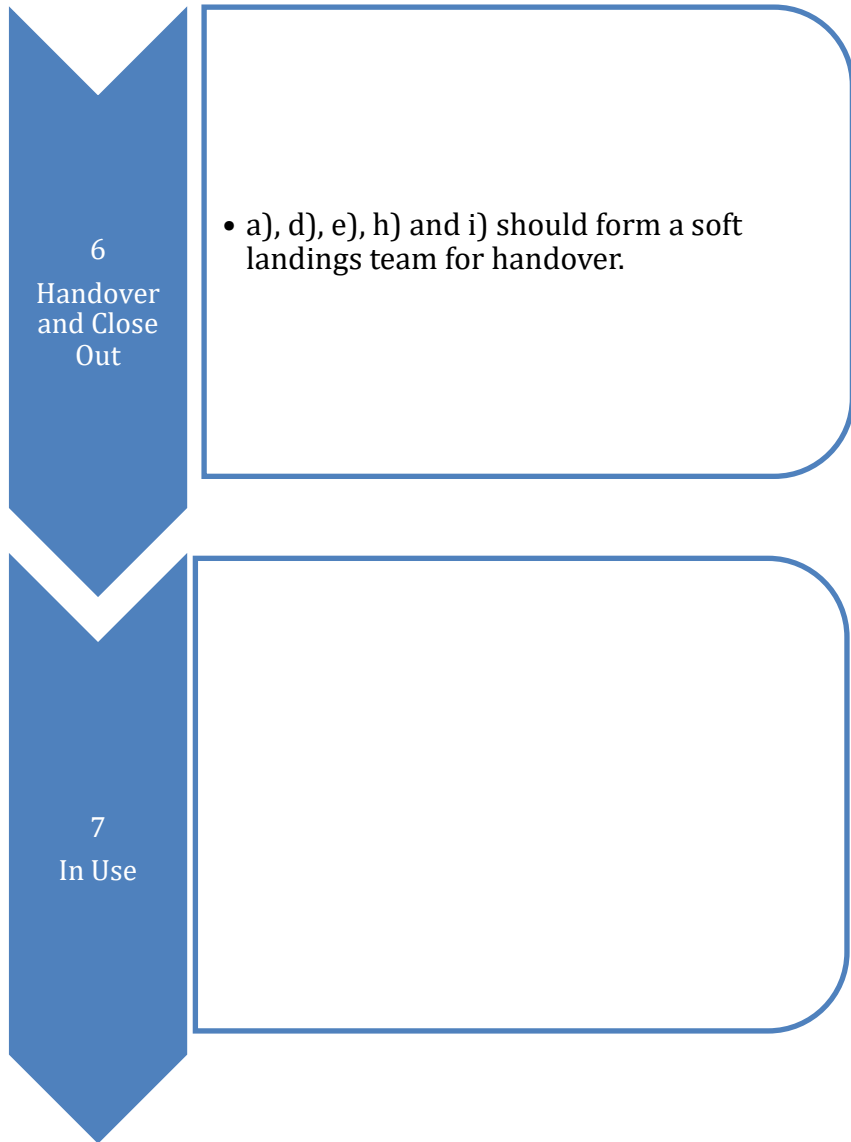 6
Handover
and Close
Out
• a), d), e), h) and i) should form a soft
landings team for handover.
7
In Use